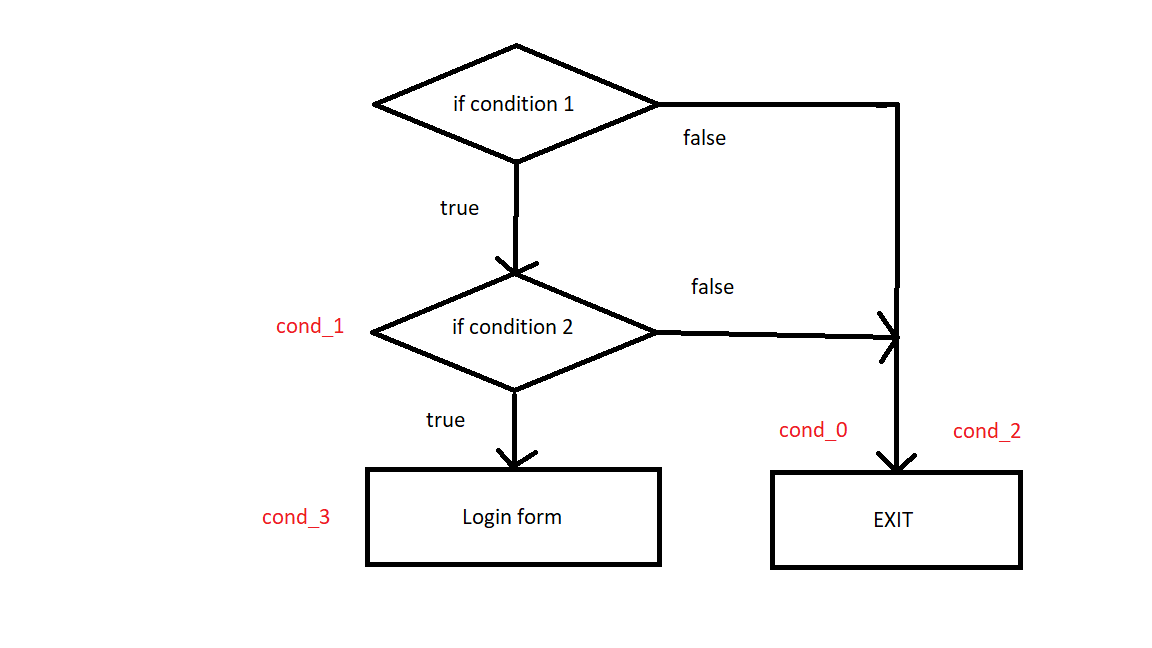 if condition 1
false
true
false
cond_1
if condition 2
true
cond_0
cond_2
cond_3
Login form
EXIT